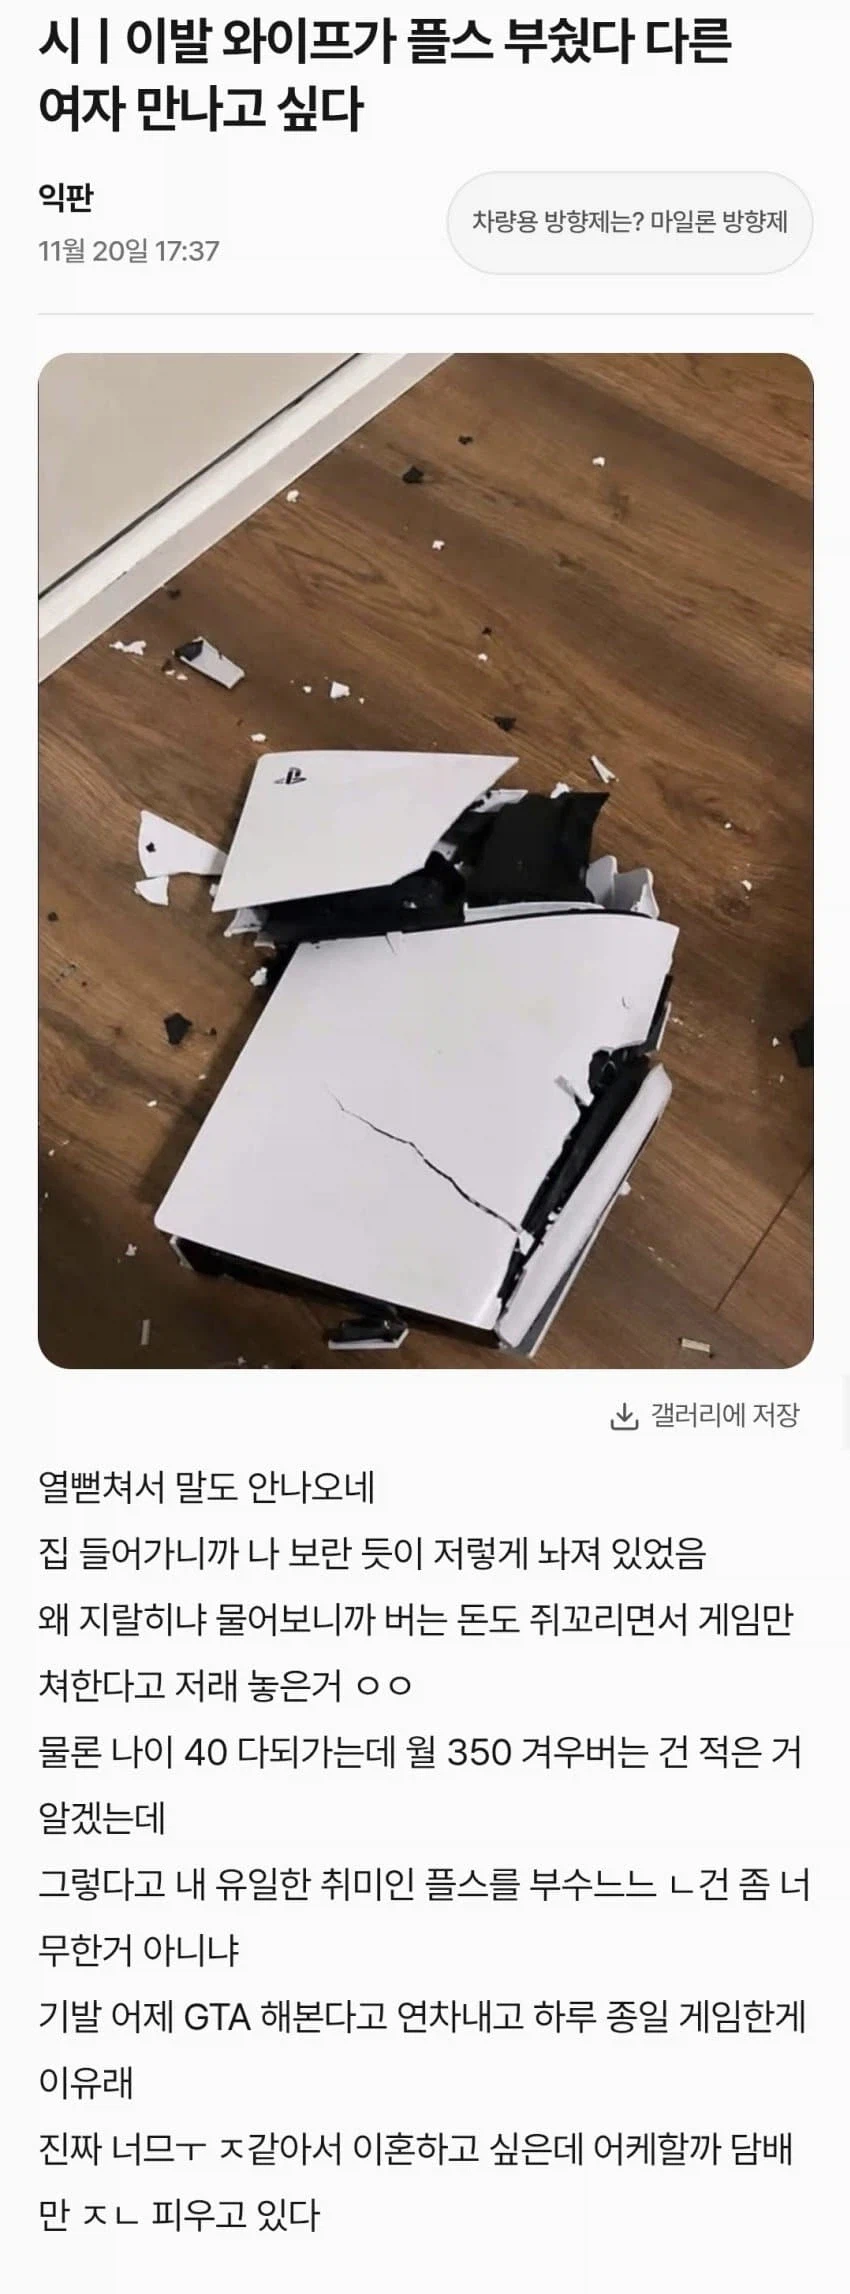 시ㅣ이발 와이프가 플스 부쉈다 다른
여자 만나고 싶다
익판
11월 20일 17:37
차량용 방향제는? 마일론 방향제
갤러리에 저장
열뻗쳐서 말도 안나오네
집 들어가니까 나 보란 듯이 저렇게 놔져 있었음
왜 지랄히냐 물어보니까 버는 돈도 쥐꼬리면서 게임만
쳐한다고 저래 놓은거 ㅇㅇ
물론 나이 40 다되가는데 월 350 겨우버는 건 적은 거
알겠는데
그렇다고 내 유일한 취미인 플스를 부수느느 ㄴ건 좀 너
무한거 아니냐
기발 어제 GTA 해본다고 연차내고 하루 종일 게임한게
이유래
진짜 너므ㅜ ㅈ같아서 이혼하고 싶은데 어케할까 담배
만 ㅈㄴ 피우고 있다